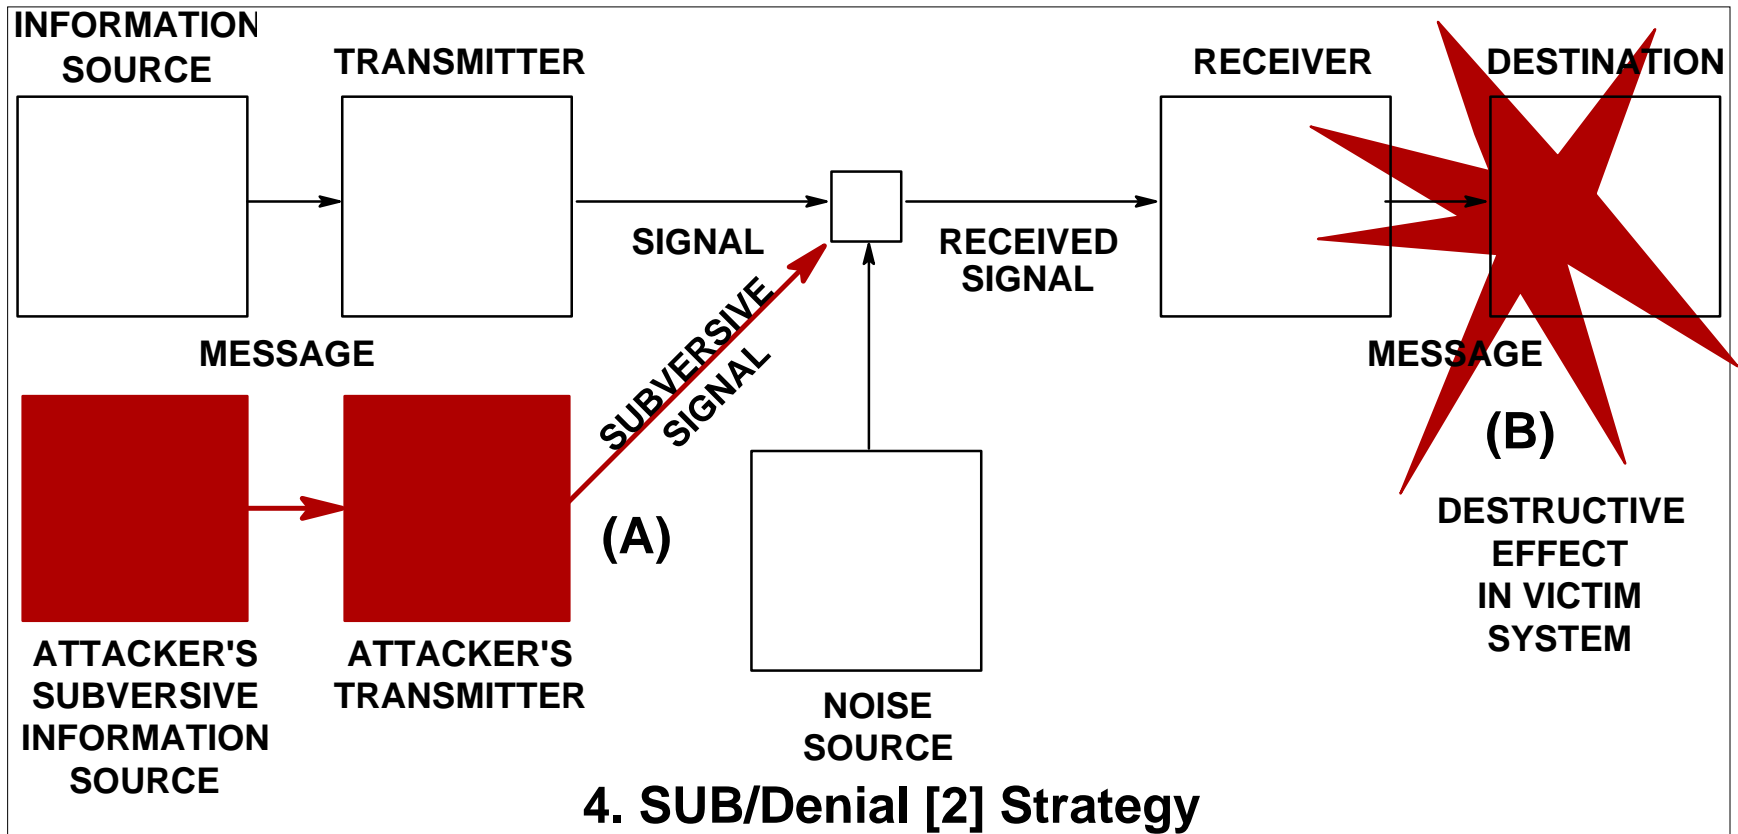 INFORMATION
SOURCE
TRANSMITTER
RECEIVER
DESTINATION
SIGNAL
RECEIVED
SIGNAL
MESSAGE
MESSAGE
SUBVERSIVE
SIGNAL
(A)
(B)
DESTRUCTIVE
EFFECT
IN VICTIM
SYSTEM
ATTACKER'S
SUBVERSIVE
INFORMATION
SOURCE
ATTACKER'S
TRANSMITTER
NOISE
SOURCE
4. SUB/Denial [2] Strategy